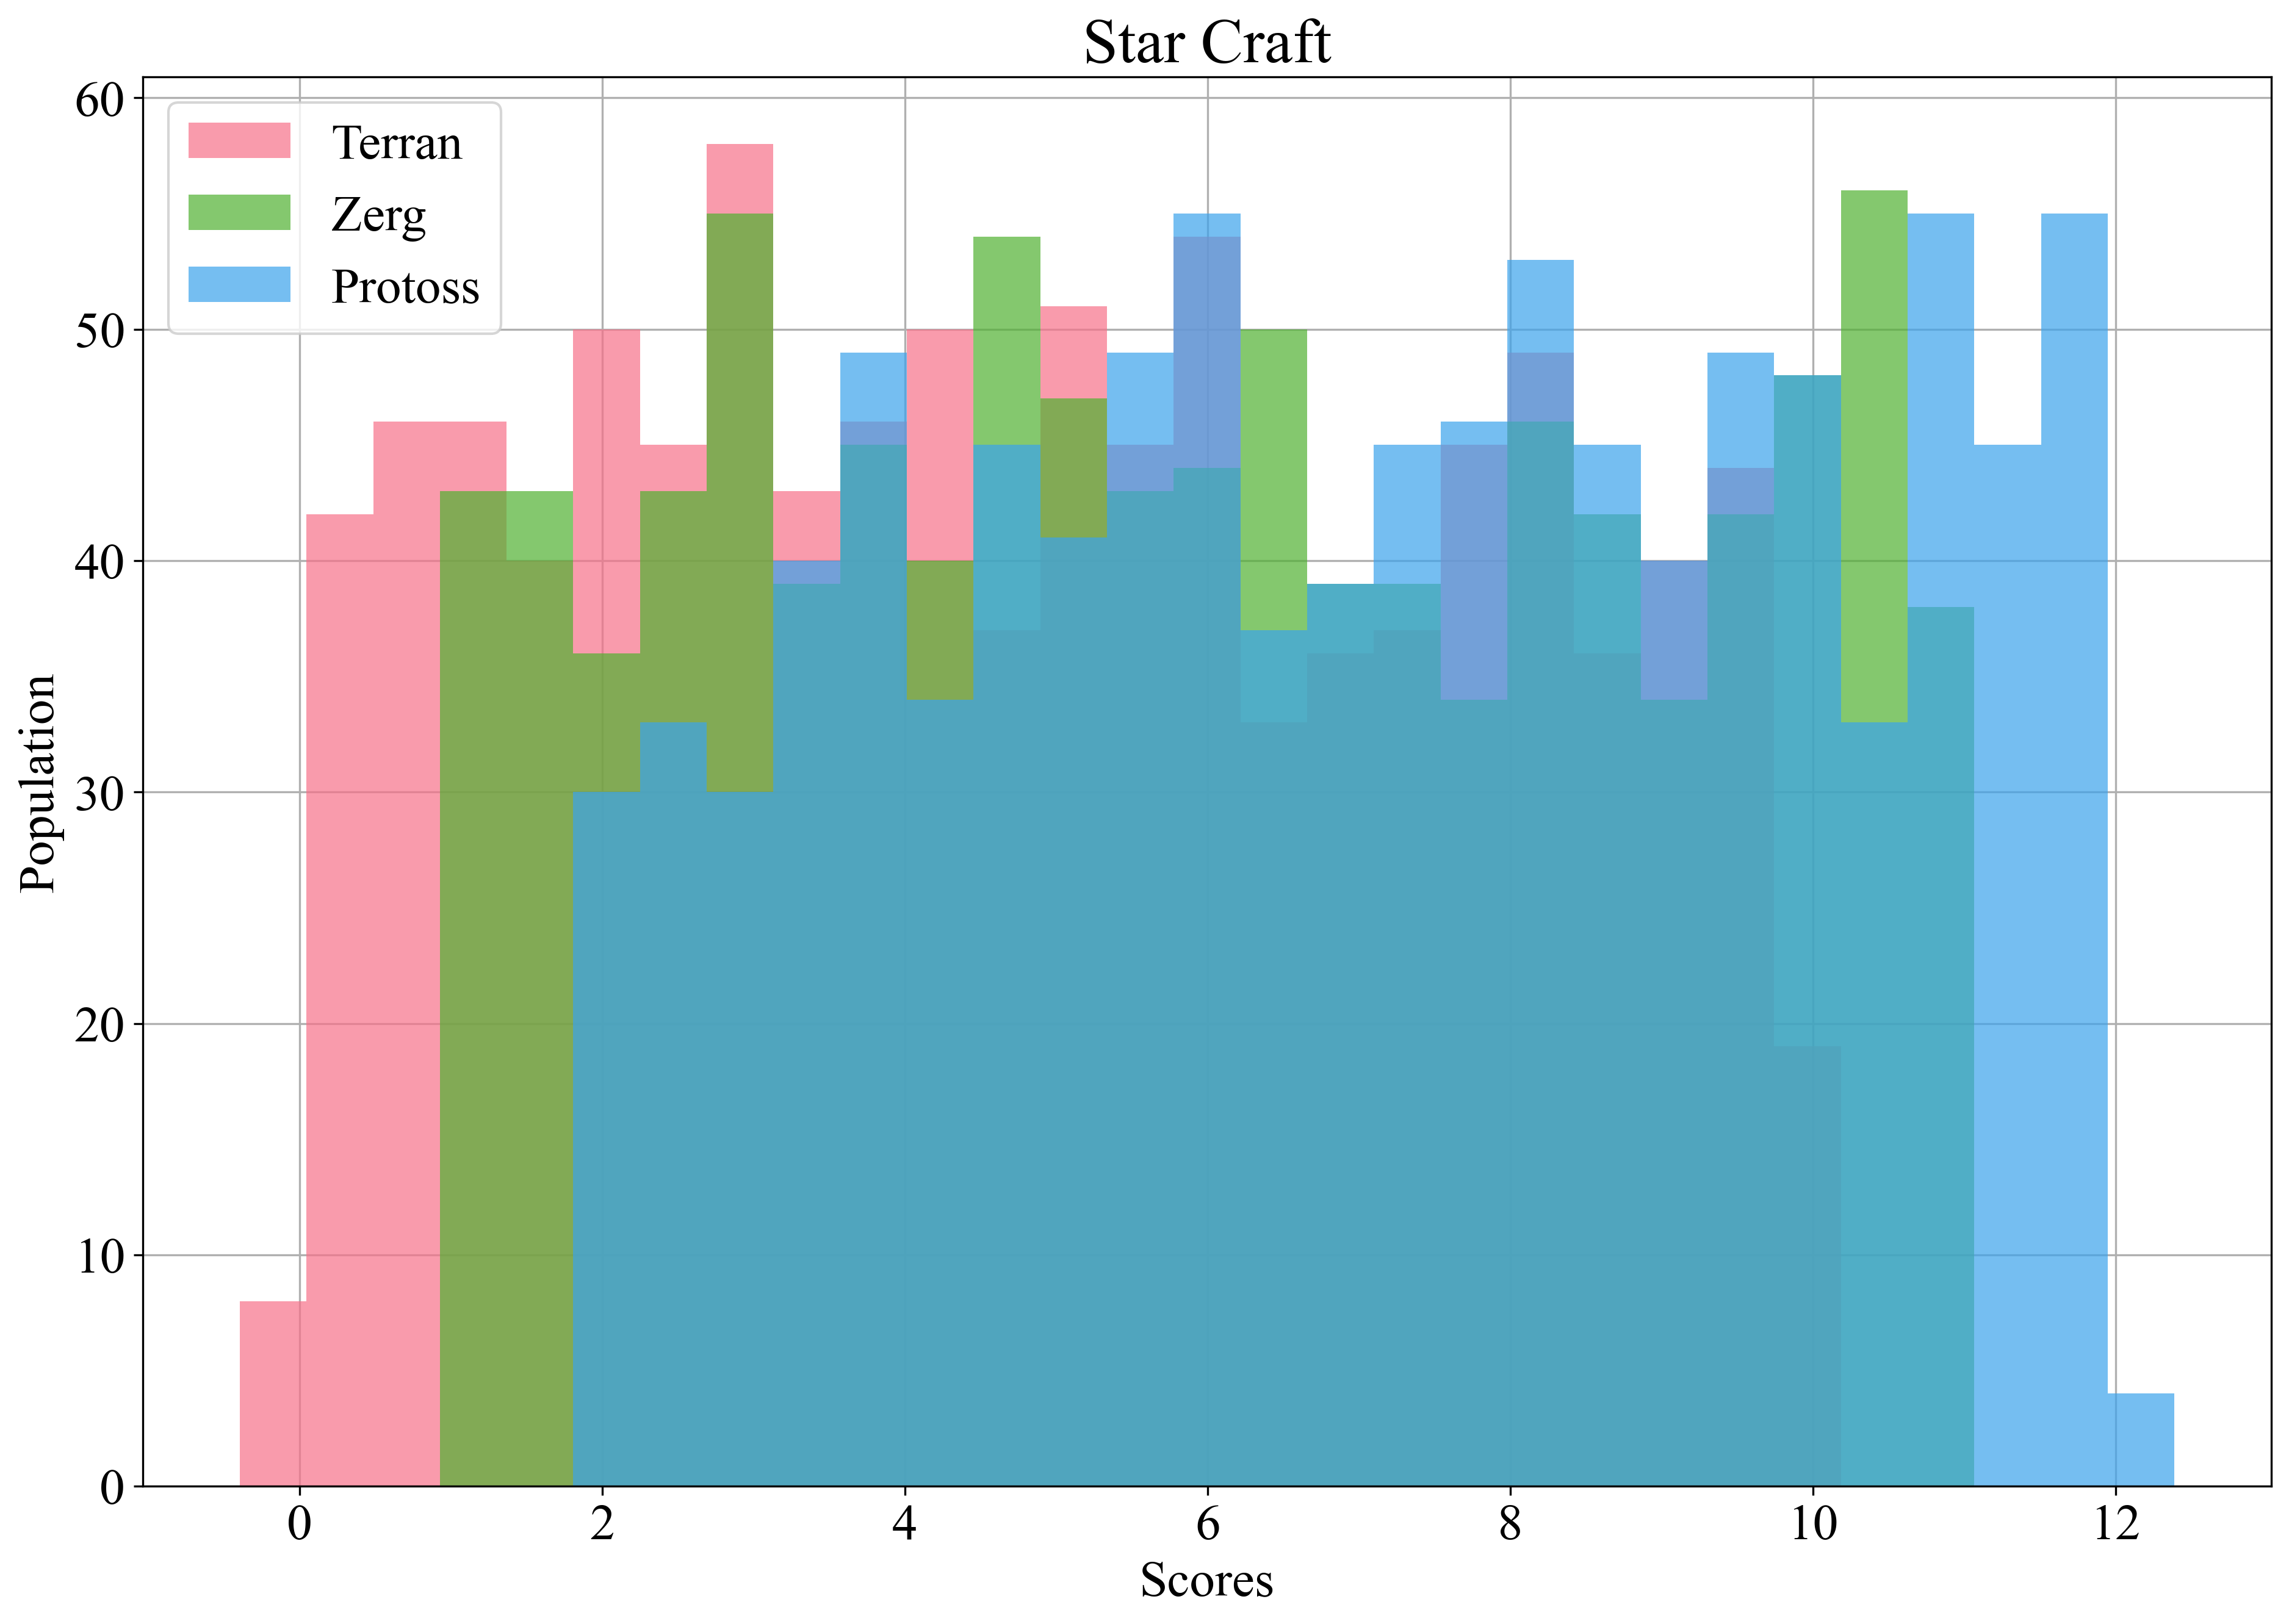 Star Craft
Terran
Zerg
Protoss
Population
60
50
40
30
20
10
0
0 2 4 6 8 10 12
Scores